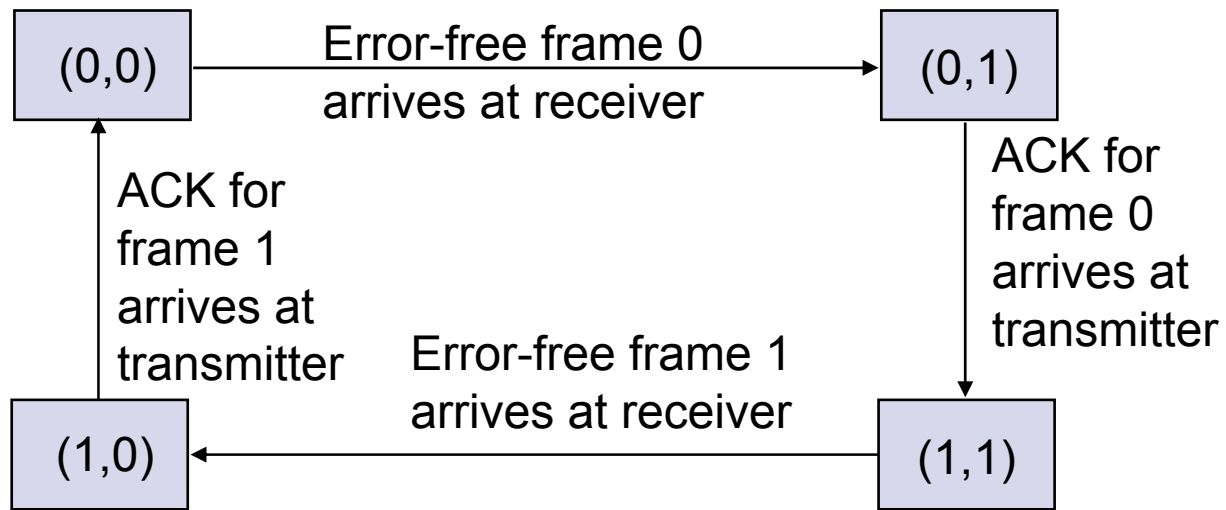 (0,0)
Error-free frame 0
arrives at receiver
(0,1)
ACK for
frame 1
arrives at
transmitter
ACK for
frame 0
arrives at
transmitter
Error-free frame 1
arrives at receiver
(1,0)
(1,1)